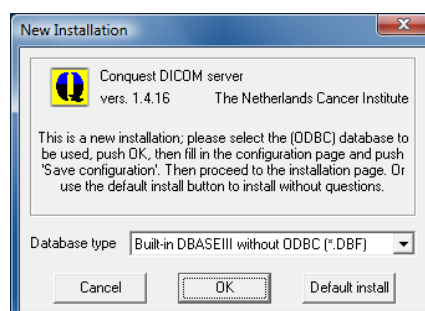 New Installation
Conquest DICOM server
vers. 1.4.16 The Netherlands Cancer Institute
This is a new installation; please select the (ODBC) database to
be used, push OK, then fill in the configuration page and push
'Save configuration'. Then proceed to the installation page. Or
use the default install button to install without questions.
Database type Built-in DBASEIII without ODBC (*.DBF)
Cancel OK Default install